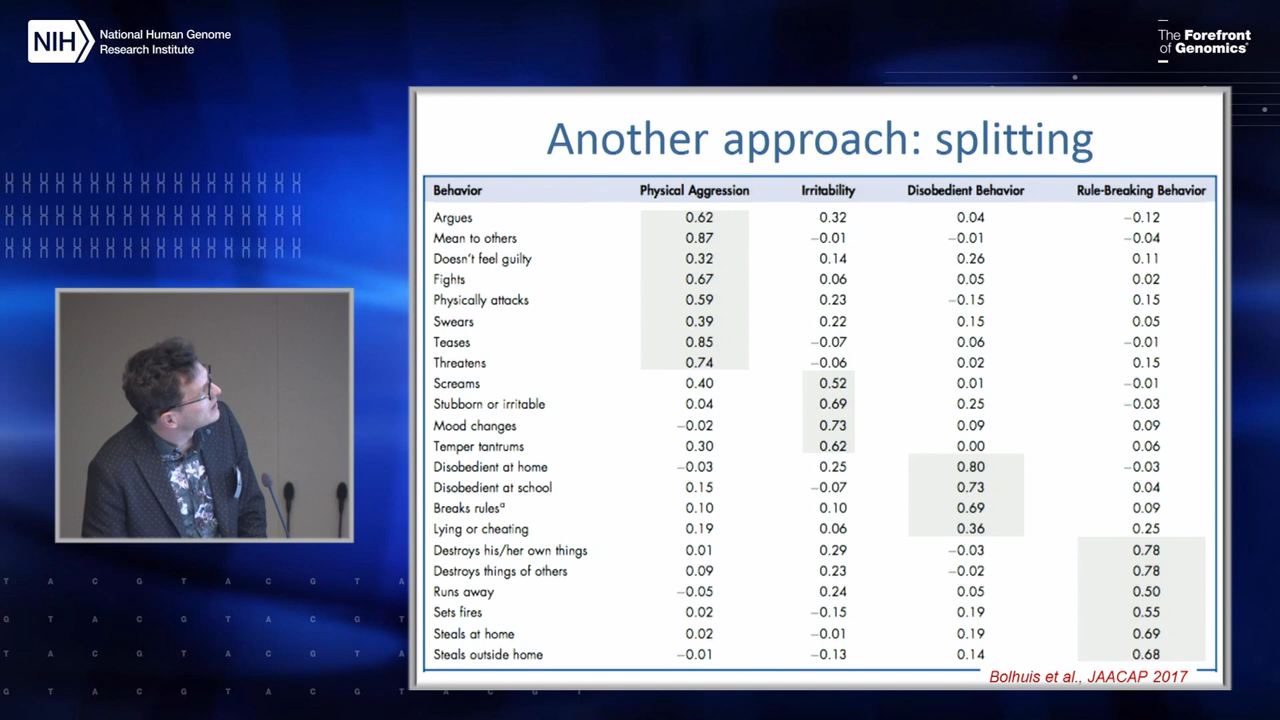 NIH
National Human Genome
Research Institute
The Forefront
of Genomics®
Another approach: splitting
Behavior Physical Aggression Irritability Disobedient Behavior Rule-Breaking Behavior
Argues 0.62 0.32 0.04 −0.12
Mean to others 0.87 −0.01 −0.01 −0.04
Doesn't feel guilty 0.32 0.14 0.26 0.11
Fights 0.67 0.06 0.05 0.02
Physically attacks 0.59 0.23 −0.15 0.15
Swears 0.39 0.22 0.15 0.05
Teases 0.85 −0.07 0.06 −0.01
Threatens 0.74 −0.06 0.02 0.15
Screams 0.40 0.52 0.01 −0.01
Stubborn or irritable 0.04 0.69 0.25 −0.03
Mood changes −0.02 0.73 0.09 0.09
Temper tantrums 0.30 0.62 0.00 0.06
Disobedient at home −0.03 0.25 0.80 −0.03
Disobedient at school 0.15 −0.07 0.73 0.04
Breaks rulesᵃ 0.10 0.10 0.69 0.09
Lying or cheating 0.19 0.06 0.36 0.25
Destroys his/her own things 0.01 0.29 −0.03 0.78
Destroys things of others 0.09 0.23 −0.02 0.78
Runs away −0.05 0.24 0.05 0.50
Sets fires 0.02 −0.15 0.19 0.55
Steals at home 0.02 −0.01 0.19 0.69
Steals outside home −0.01 −0.13 0.14 0.68
Bolhuis et al., JAACAP 2017
T A C G T A C G T A
G T A C G T A C G T A C
T A C G T A C G T A
G T A C G T A C G T A C G T